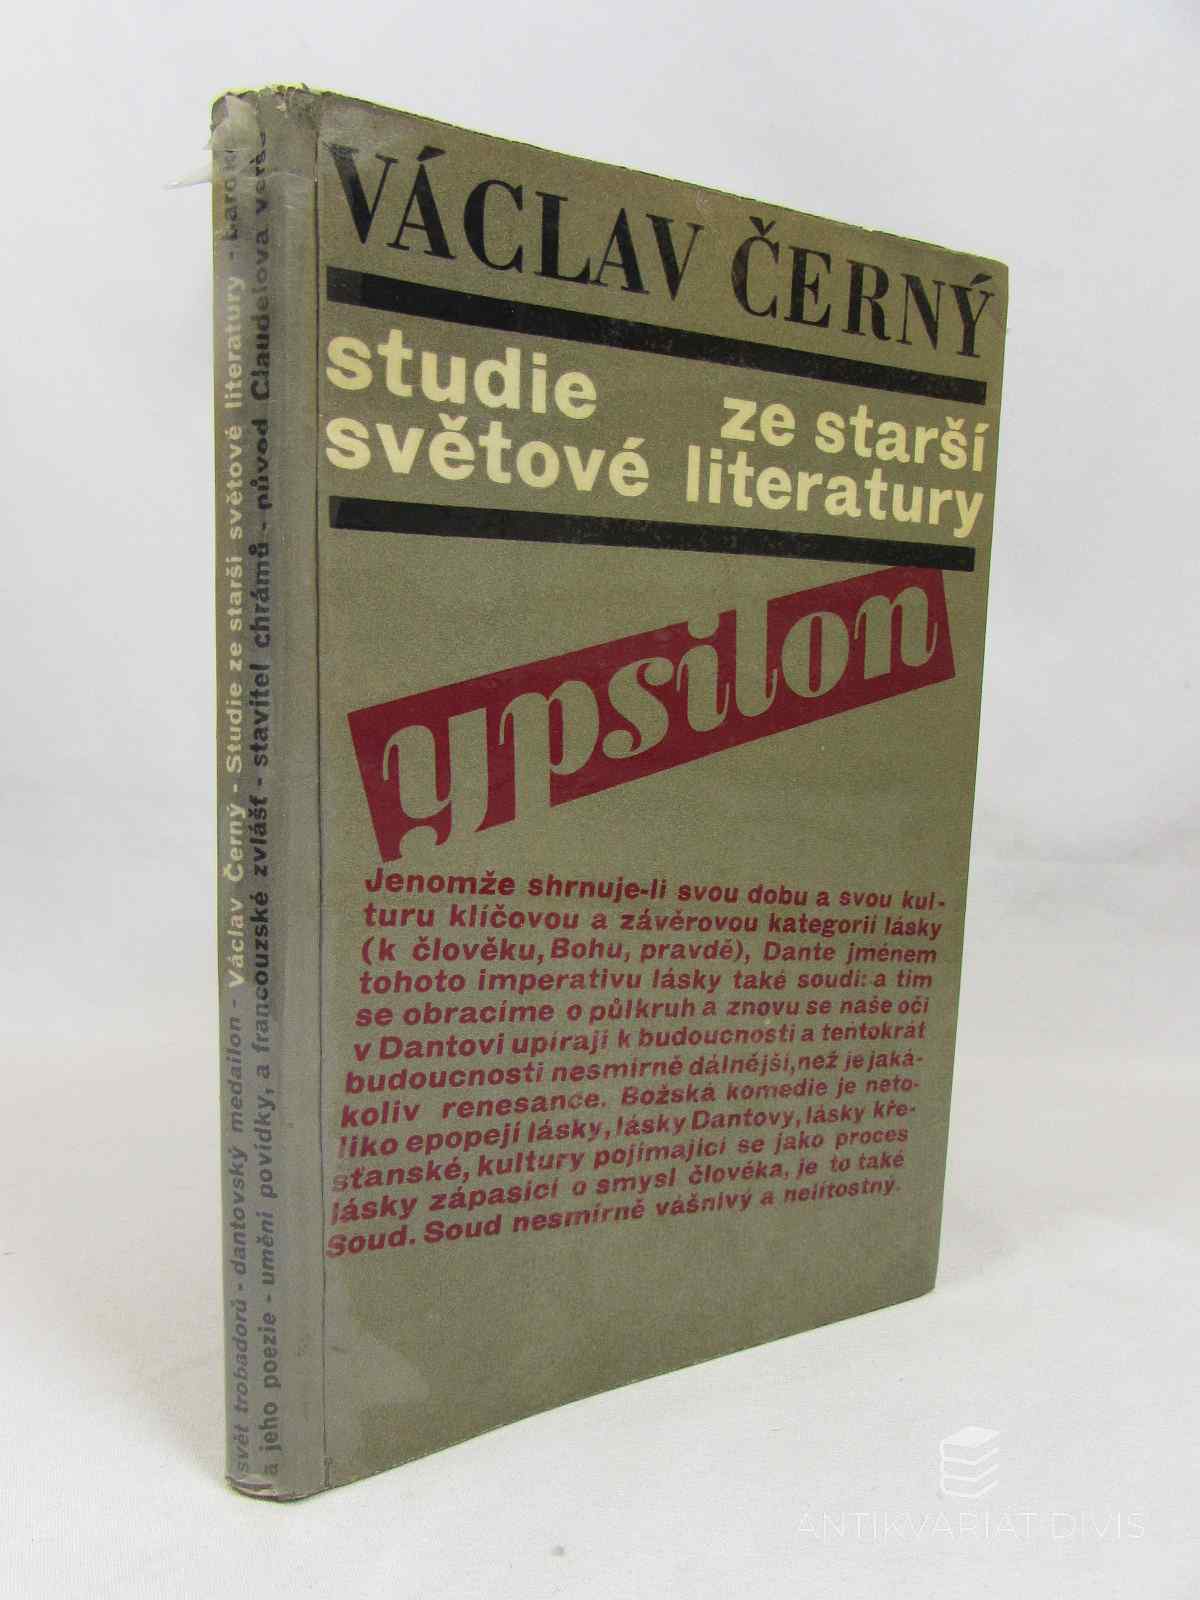 VÁCLAV ČERNÝ
studie ze starší
světové literatury
ypsilon
Jenomže shrnuje-li svou dobu a svou kul-
turu klíčovou a závěrovou kategorií lásky
(k člověku, Bohu, pravdě), Dante jménem
tohoto imperativu lásky také soudí: a tím
se obracíme o půlkruh a znovu se naše oči
v Dantovi upírají k budoucnosti a tentokrát
budoucnosti nesmírně dálnější, než je jaká-
koliv renesance. Božská komedie je neto-
liko epopejí lásky, lásky Dantovy, lásky kře-
sťanské, kultury pojímající se jako proces
lásky zápasící o smysl člověka, je to také
Soud. Soud nesmírně vášnivý a nelítostný.
svět trobadorů - dantovský medailon - Václav Černý - Studie ze starší světové literatury - barok
a jeho poezie - umění povídky, a francouzské zvlášť - stavitel chrámů - původ Claudelova verše
ANTIKVARIÁT DIVIŠ